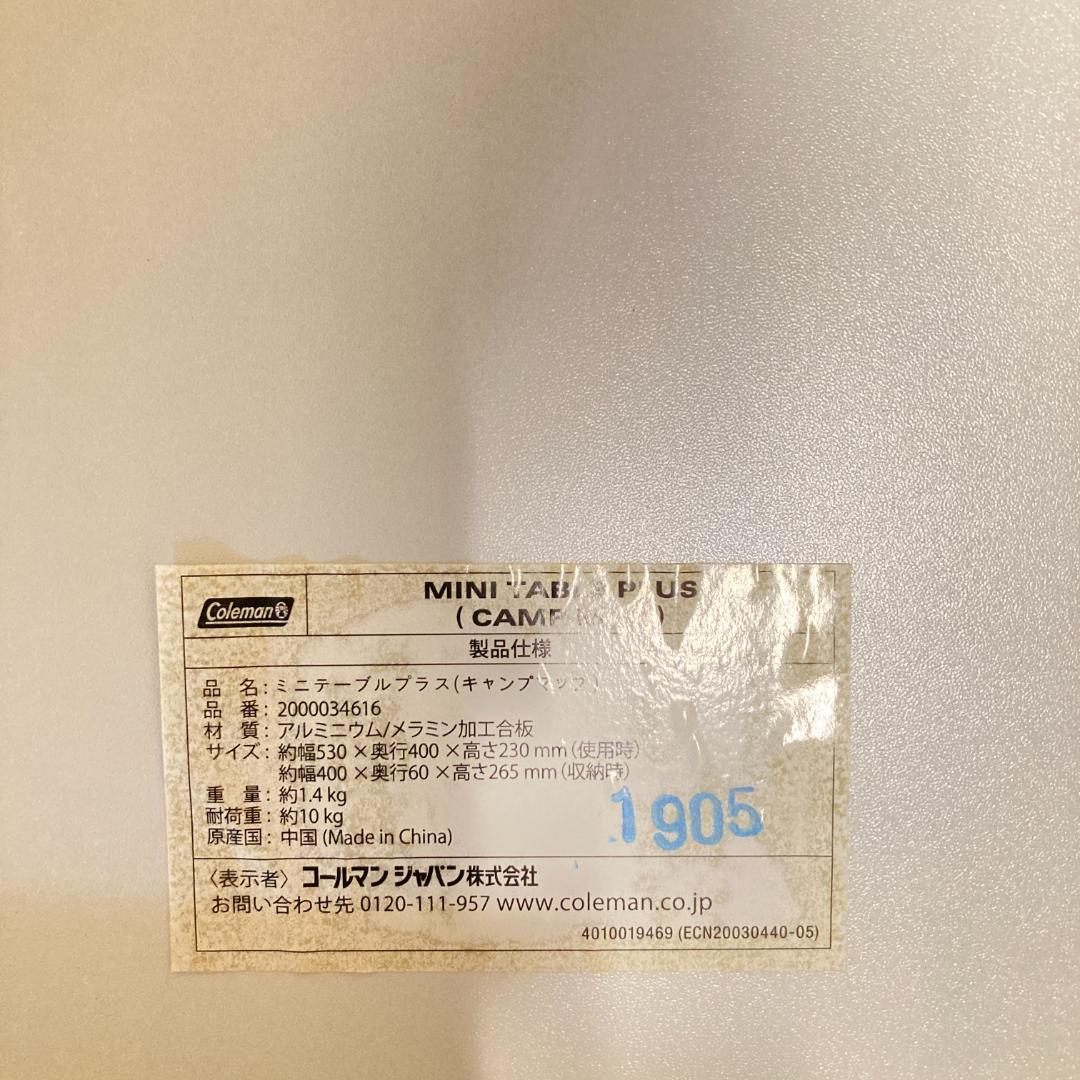 Coleman
MINI TABLE PLUS
(CAMP
製品仕様
品 名: ミニテーブルプラス(キャンプマップ)
品 番: 2000034616
材 質: アルミニウム/メラミン加工合板
サイズ: 約幅530×奥行400×高さ230 mm(使用時)
約幅400×奥行60×高さ265 mm(収納時)
重 量: 約1.4 kg
耐荷重: 約10 kg
原産国: 中国 (Made in China)
1905
〈表示者〉 コールマン ジャパン株式会社
お問い合わせ先 0120-111-957 www.coleman.co.jp
4010019469 (ECN20030440-05)